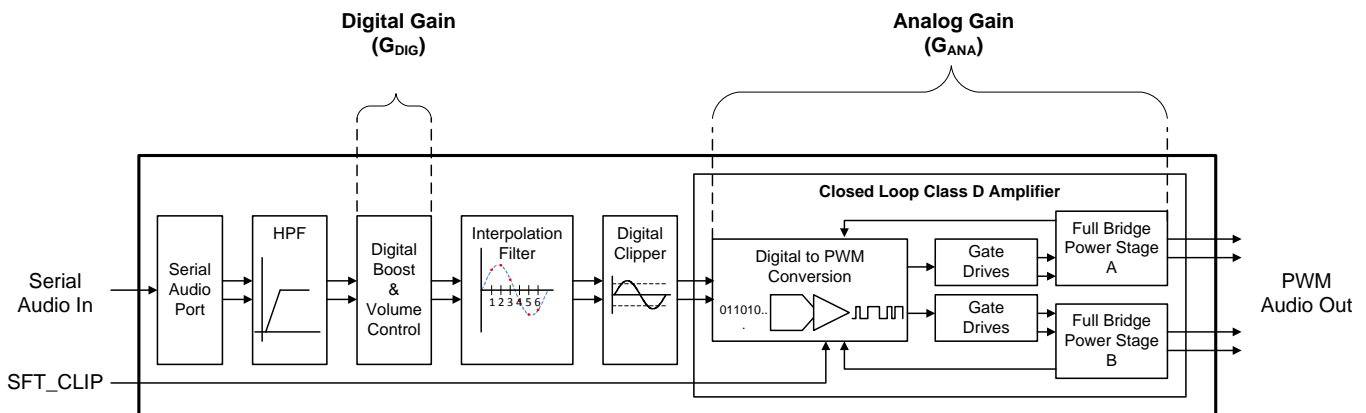 Digital Gain
(GDIG)
Analog Gain
(GANA)
Closed Loop Class D Amplifier
Serial
Audio In
Serial
Audio
Port
HPF
Digital
Boost
&
Volume
Control
Interpolation
Filter
1 2 3 4 5 6
Digital
Clipper
Digital to PWM
Conversion
011010..
.
Gate
Drives
Gate
Drives
Full Bridge
Power Stage
A
Full Bridge
Power Stage
B
PWM
Audio Out
SFT_CLIP